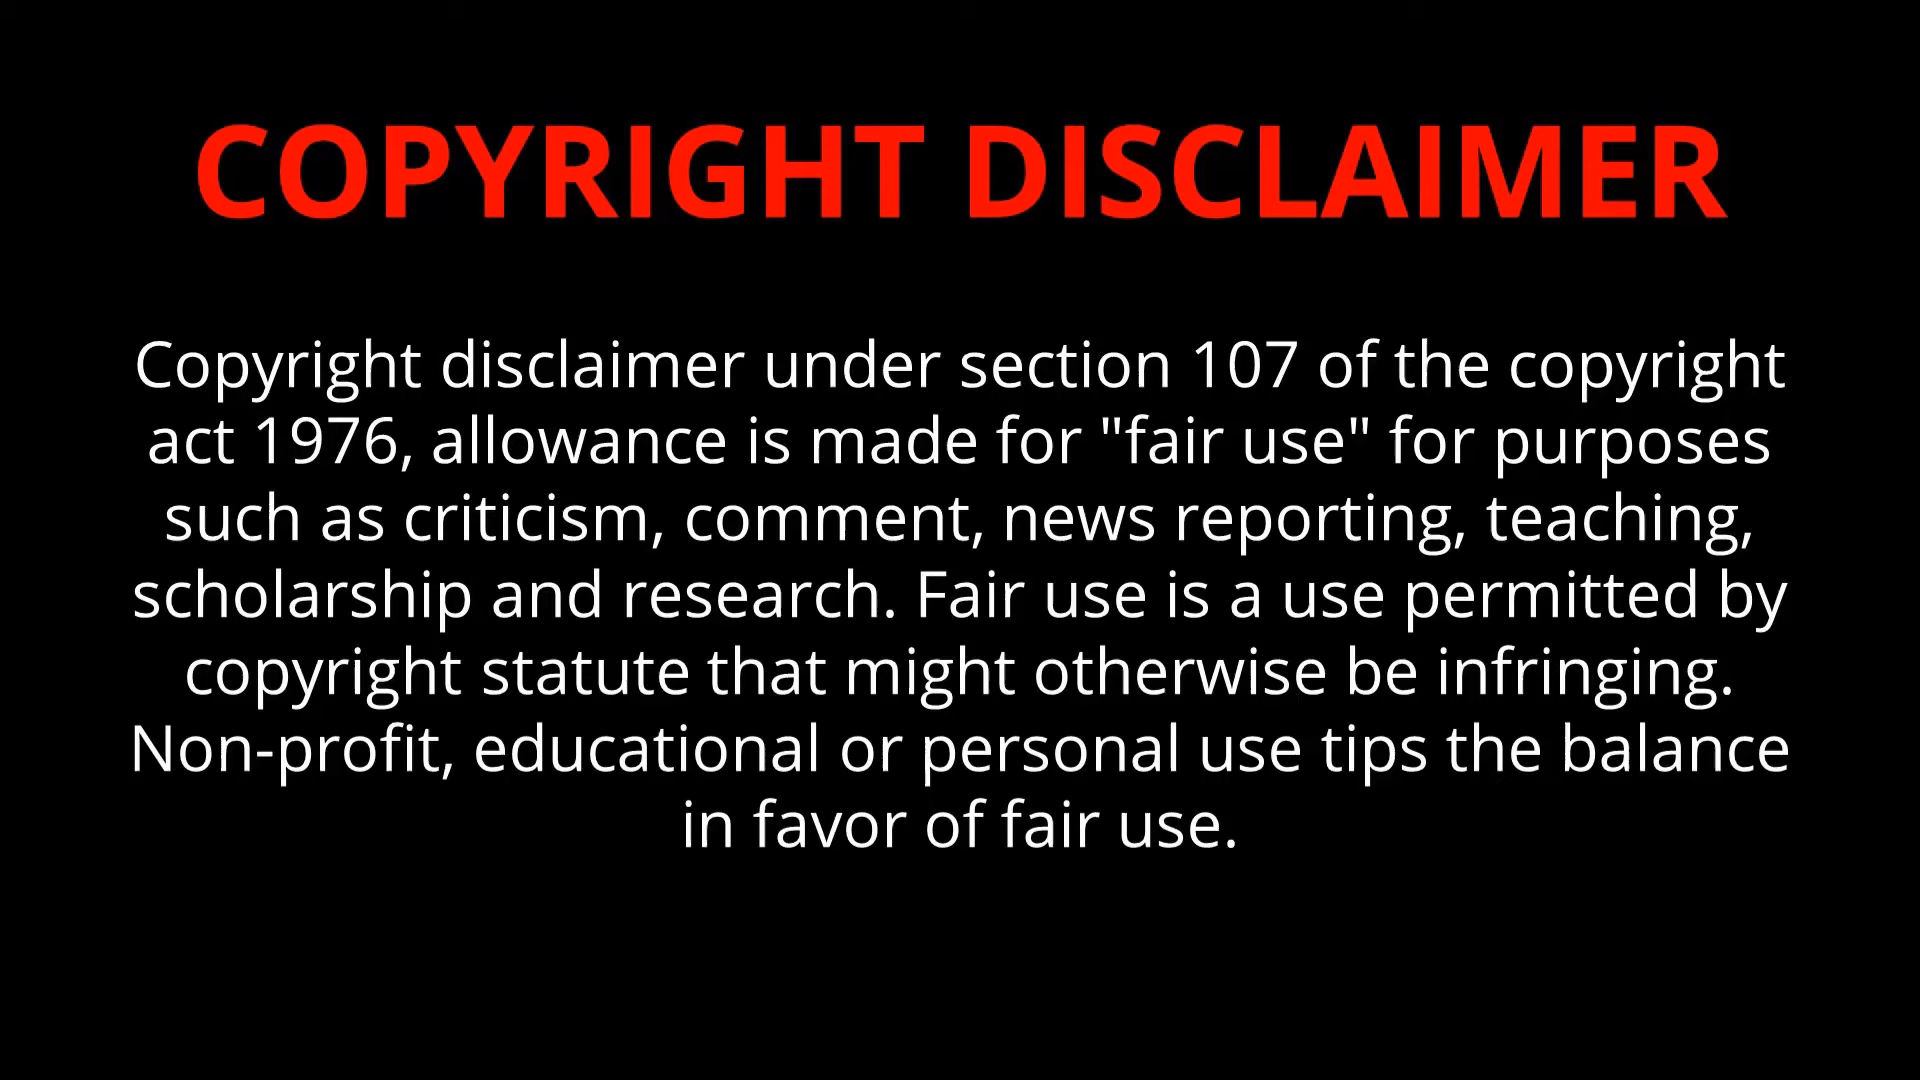 COPYRIGHT DISCLAIMER
Copyright disclaimer under section 107 of the copyright
act 1976, allowance is made for "fair use" for purposes
such as criticism, comment, news reporting, teaching,
scholarship and research. Fair use is a use permitted by
copyright statute that might otherwise be infringing.
Non-profit, educational or personal use tips the balance
in favor of fair use.